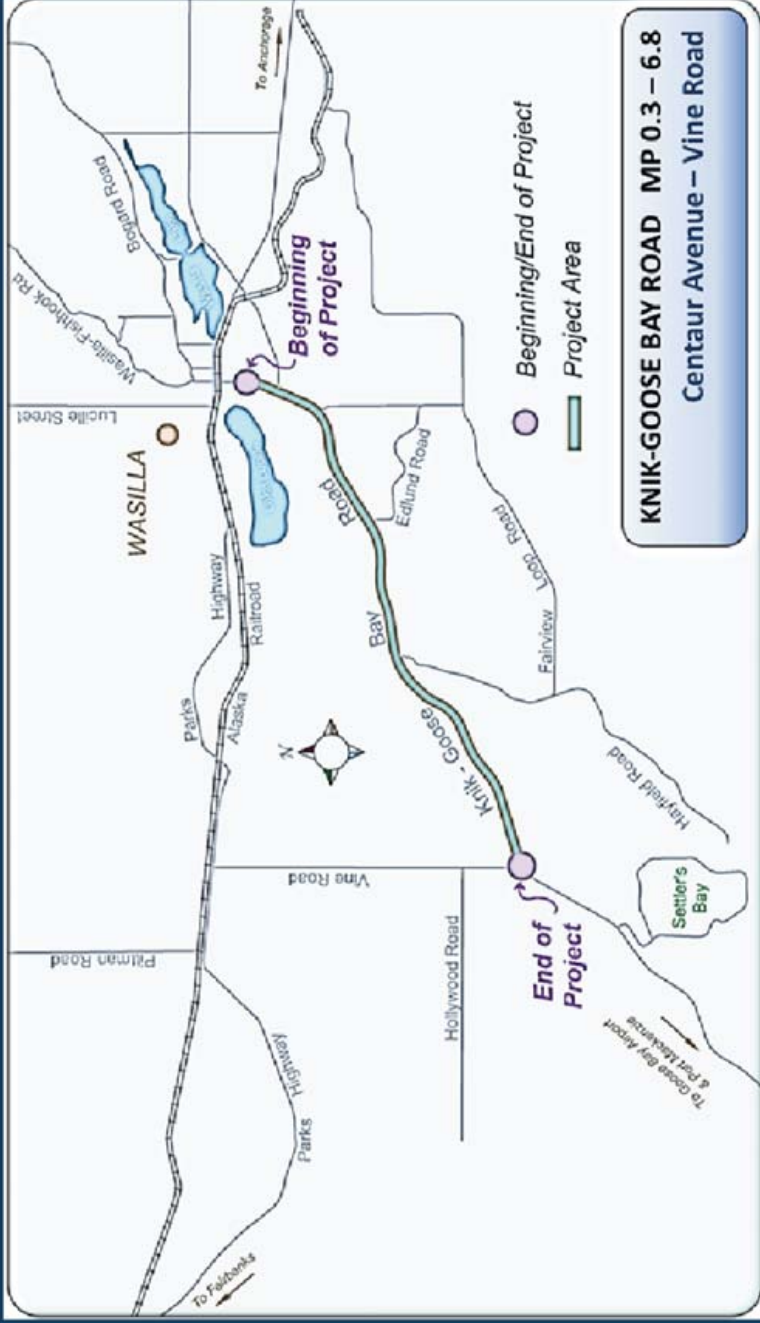 To Anchorage
Bogard Road
Wasilla-Fishhook Rd
Lucille Street
WASILLA
Beginning
of Project
Beginning/End of Project
Project Area
KNIK-GOOSE BAY ROAD MP 0.3 – 6.8
Centaur Avenue – Vine Road
Parks Highway
Alaska Railroad
N
Knik - Goose Bay Road
Edlund Road
Fairview Loop Road
Hayfield Road
Settler's
Bay
Vine Road
Pitman Road
Hollywood Road
End of
Project
To Goose Bay Airport
& Port Mackenzie
Parks Highway
To Fairbanks